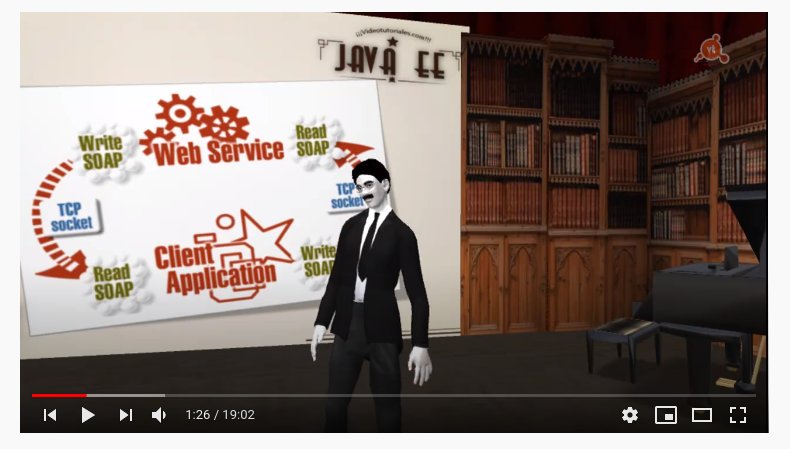 ¡¡¡Videotutoriales.com!!!
JAVA EE
Write
SOAP
Web Service
Read
SOAP
TCP
socket
TCP
socket
Client
Application
Read
SOAP
Write
SOAP
1:26 / 19:02